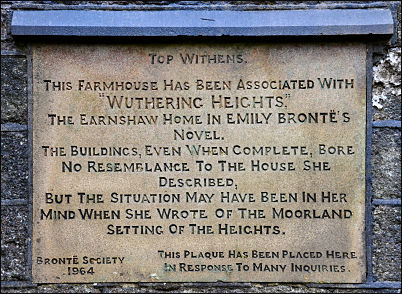 Top Withens.
This Farmhouse Has Been Associated With
"Wuthering Heights."
The Earnshaw Home In Emily Brontë's
Novel.
The Buildings, Even When Complete, Bore
No Resemblance To The House She
Described,
But The Situation May Have Been In Her
Mind When She Wrote Of The Moorland
Setting Of The Heights.
Brontë Society
1964
This Plaque Has Been Placed Here
In Response To Many Inquiries.